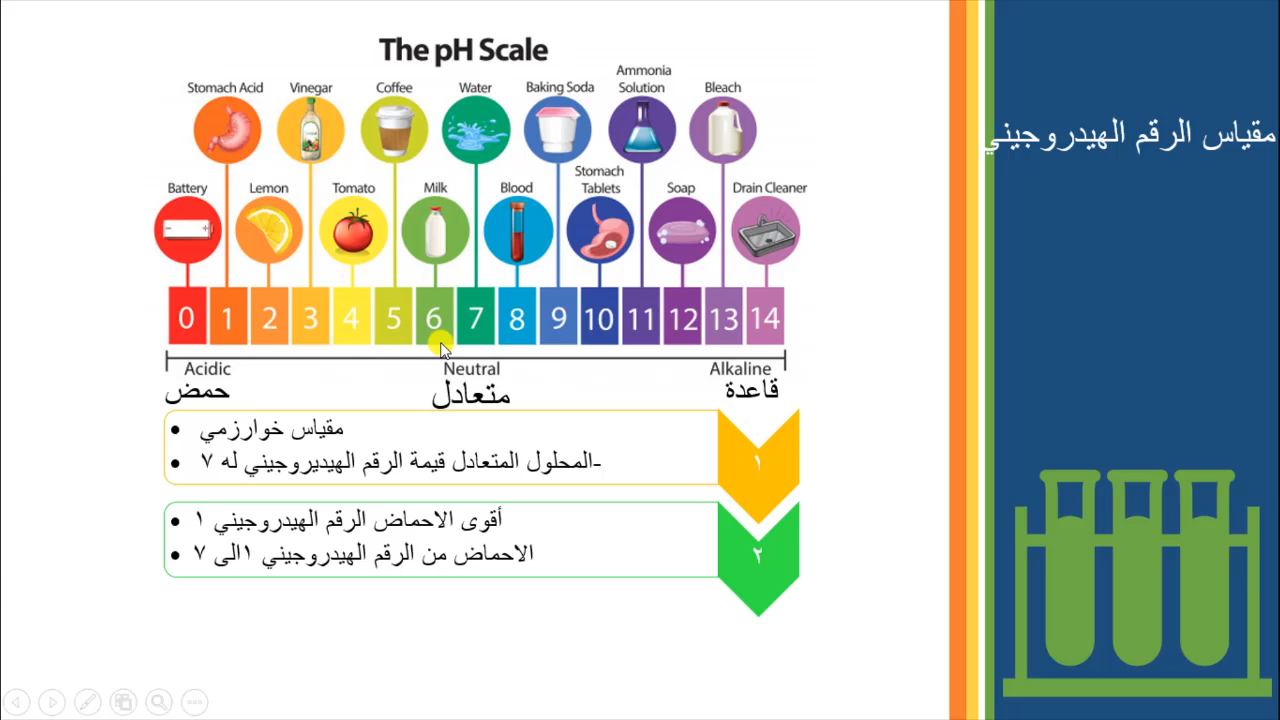 The pH Scale
مقياس الرقم الهيدروجيني
Stomach Acid
Vinegar
Coffee
Water
Baking Soda
Ammonia
Solution
Bleach
Battery
Lemon
Tomato
Milk
Blood
Stomach
Tablets
Soap
Drain Cleaner
0 1 2 3 4 5 6 7 8 9 10 11 12 13 14
Acidic Neutral Alkaline
حمض متعادل قاعدة
١
• مقياس خوارزمي
• -المحلول المتعادل قيمة الرقم الهيديروجيني له ٧
٢
• أقوى الاحماض الرقم الهيدروجيني ١
• الاحماض من الرقم الهيدروجيني ١الى ٧